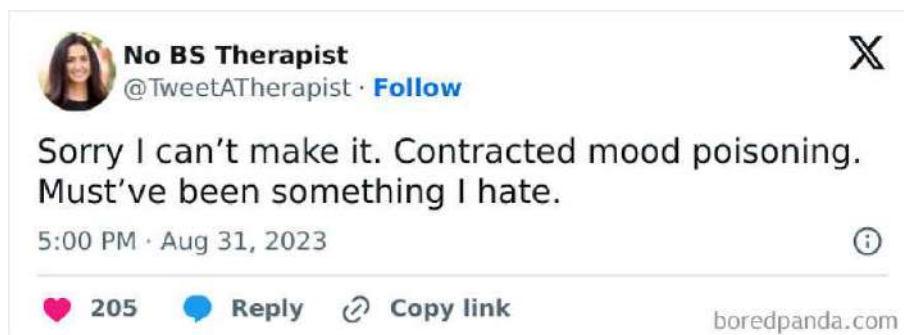 No BS Therapist
@TweetATherapist · Follow
Sorry I can’t make it. Contracted mood poisoning.
Must’ve been something I hate.
5:00 PM · Aug 31, 2023
205 Reply Copy link
boredpanda.com